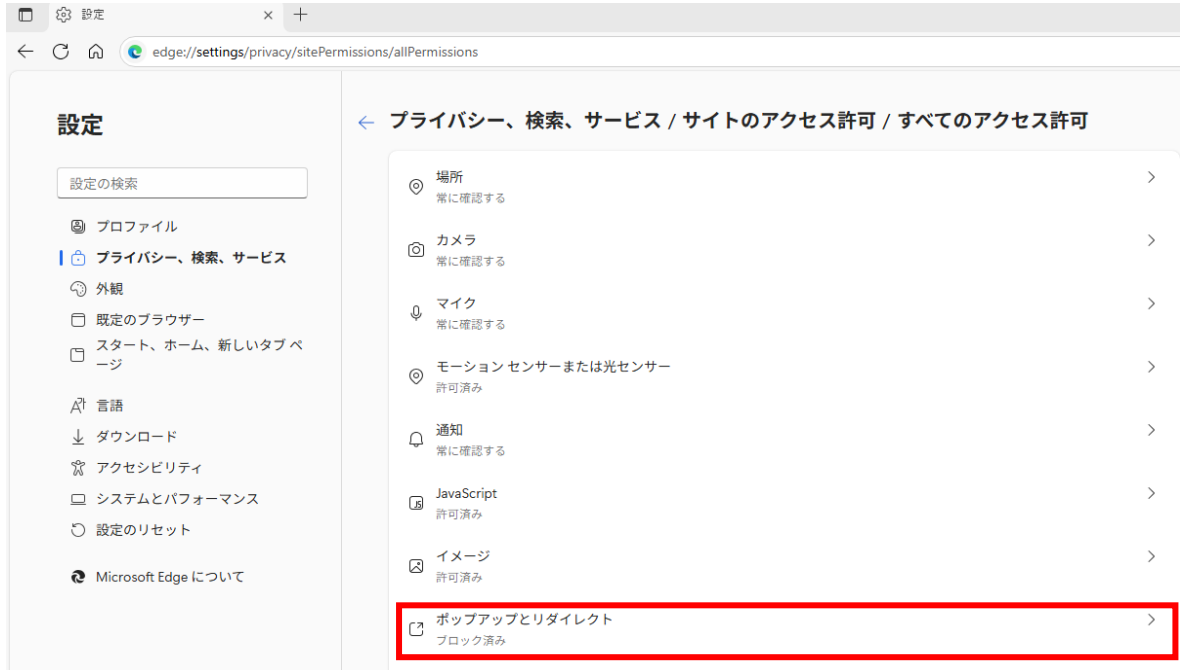 設定
edge://settings/privacy/sitePermissions/allPermissions
設定
設定の検索
プロファイル
プライバシー、検索、サービス
外観
既定のブラウザー
スタート、ホーム、新しいタブ ペ
ージ
言語
ダウンロード
アクセシビリティ
システムとパフォーマンス
設定のリセット
Microsoft Edge について
プライバシー、検索、サービス / サイトのアクセス許可 / すべてのアクセス許可
場所
常に確認する
カメラ
常に確認する
マイク
常に確認する
モーション センサーまたは光センサー
許可済み
通知
常に確認する
JavaScript
許可済み
イメージ
許可済み
ポップアップとリダイレクト
ブロック済み